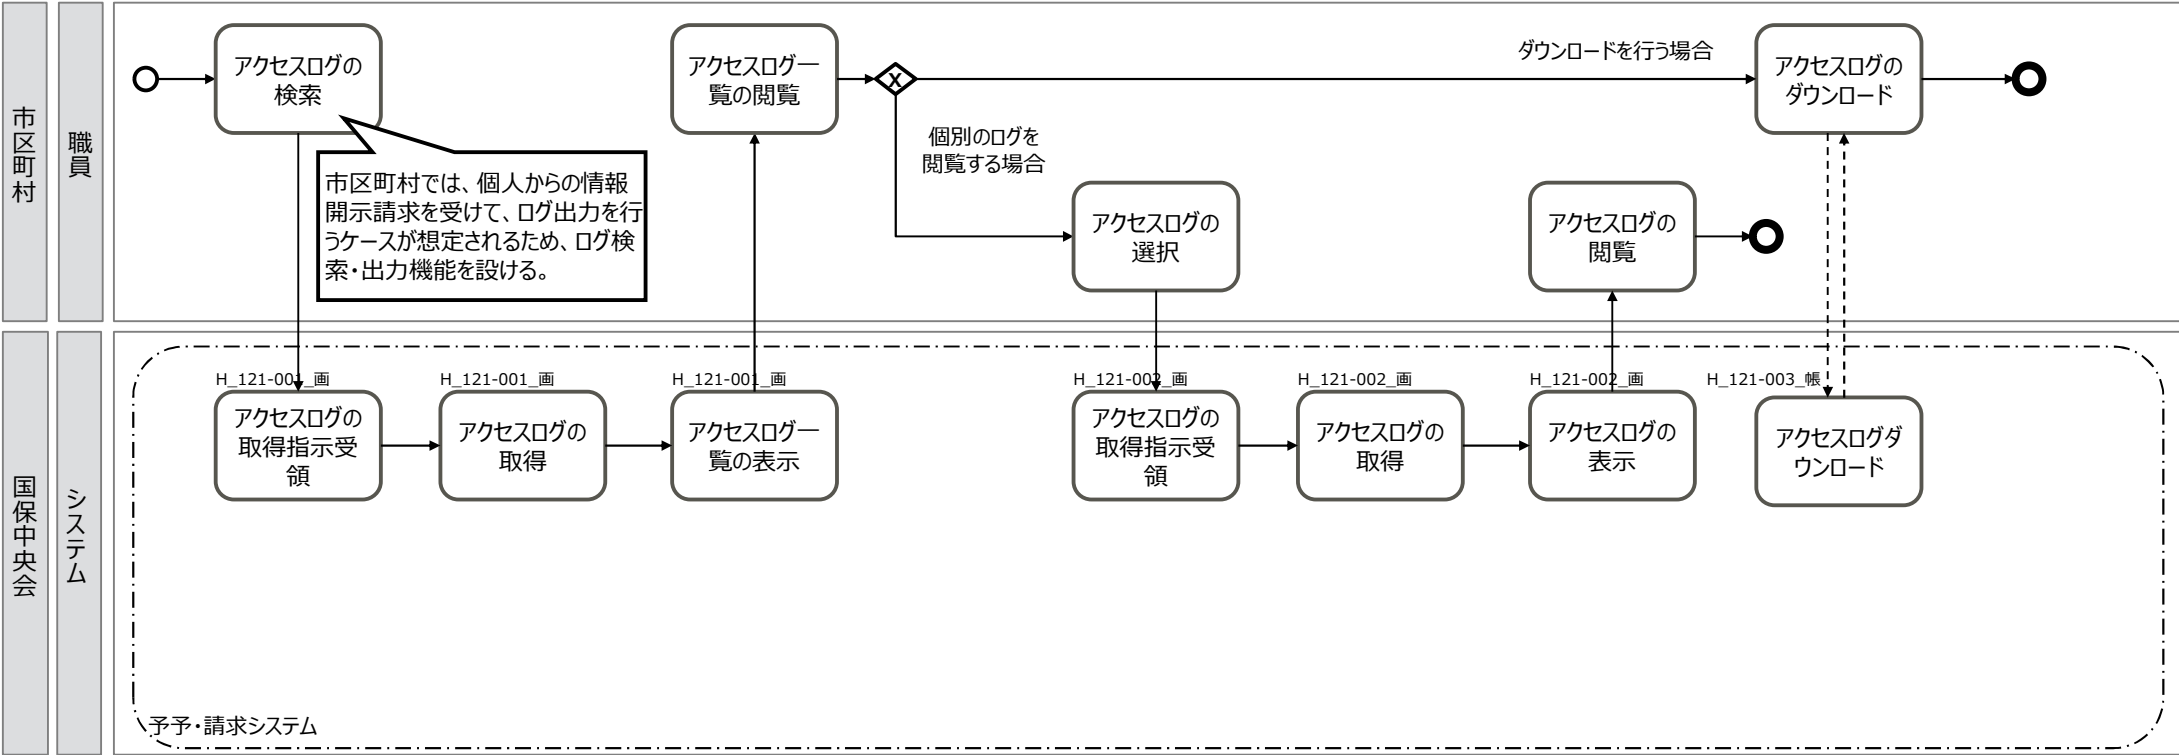 市区町村
職員
アクセスログの
検索
市区町村では、個人からの情報
開示請求を受けて、ログ出力を行
うケースが想定されるため、ログ検
索・出力機能を設ける。
アクセスログ一
覧の閲覧
X
ダウンロードを行う場合
個別のログを
閲覧する場合
アクセスログの
選択
アクセスログの
閲覧
アクセスログの
ダウンロード
国保中央会
システム
H_121-001_画
アクセスログの
取得指示受
領
H_121-001_画
アクセスログの
取得
H_121-001_画
アクセスログ一
覧の表示
H_121-002_画
アクセスログの
取得指示受
領
H_121-002_画
アクセスログの
取得
H_121-002_画
アクセスログの
表示
H_121-003_帳
アクセスログダ
ウンロード
予予・請求システム